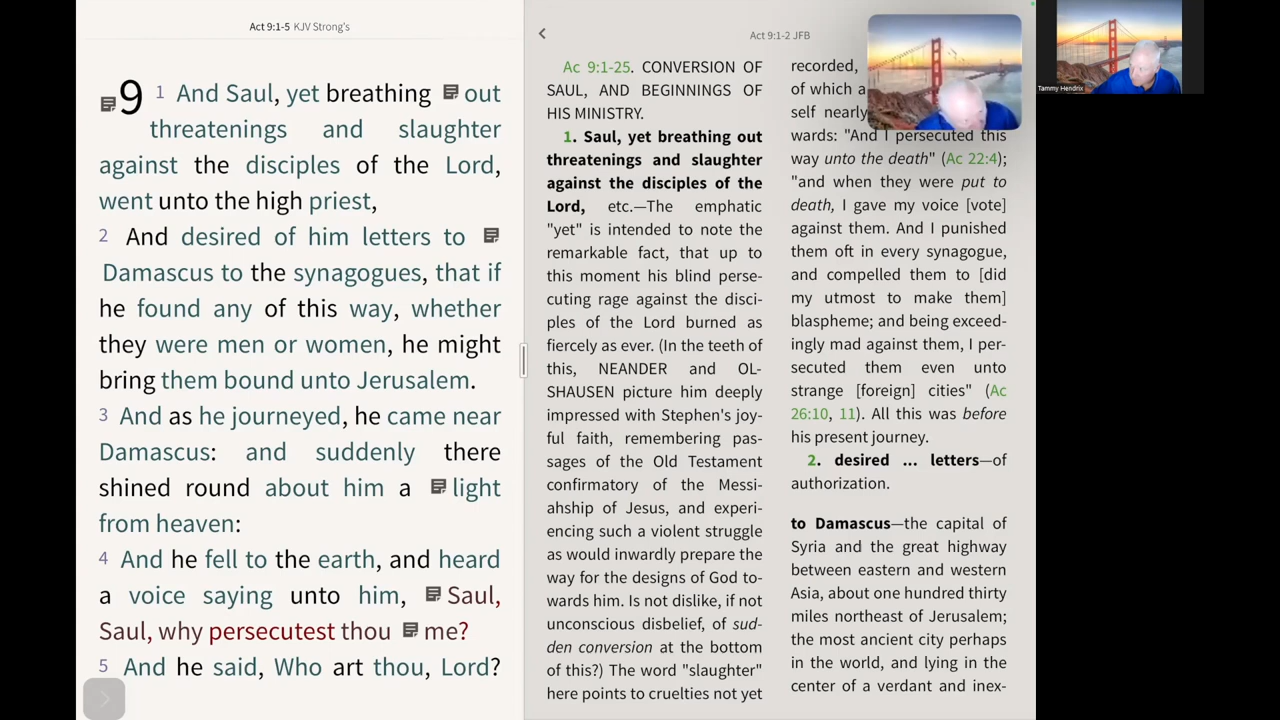 Act 9:1-5 KJV Strong's
9 1 And Saul, yet breathing out
threatenings and slaughter
against the disciples of the Lord,
went unto the high priest,
2 And desired of him letters to
Damascus to the synagogues, that if
he found any of this way, whether
they were men or women, he might
bring them bound unto Jerusalem.
3 And as he journeyed, he came near
Damascus: and suddenly there
shined round about him a light
from heaven:
4 And he fell to the earth, and heard
a voice saying unto him, Saul,
Saul, why persecutest thou me?
5 And he said, Who art thou, Lord?
Act 9:1-2 JFB
Ac 9:1-25. CONVERSION OF
SAUL, AND BEGINNINGS OF
HIS MINISTRY.
1. Saul, yet breathing out
threatenings and slaughter
against the disciples of the
Lord, etc.—The emphatic
"yet" is intended to note the
remarkable fact, that up to
this moment his blind perse-
cuting rage against the disci-
ples of the Lord burned as
fiercely as ever. (In the teeth of
this, NEANDER and OL-
SHAUSEN picture him deeply
impressed with Stephen's joy-
ful faith, remembering pas-
sages of the Old Testament
confirmatory of the Messi-
ahship of Jesus, and experi-
encing such a violent struggle
as would inwardly prepare the
way for the designs of God to-
wards him. Is not dislike, if not
unconscious disbelief, of sud-
den conversion at the bottom
of this?) The word "slaughter"
here points to cruelties not yet
recorded,
of which a
self nearly
wards: "And I persecuted this
way unto the death" (Ac 22:4);
"and when they were put to
death, I gave my voice [vote]
against them. And I punished
them oft in every synagogue,
and compelled them to [did
my utmost to make them]
blaspheme; and being exceed-
ingly mad against them, I per-
secuted them even unto
strange [foreign] cities" (Ac
26:10, 11). All this was before
his present journey.
2. desired ... letters—of
authorization.
to Damascus—the capital of
Syria and the great highway
between eastern and western
Asia, about one hundred thirty
miles northeast of Jerusalem;
the most ancient city perhaps
in the world, and lying in the
center of a verdant and inex-
Tammy Hendrix